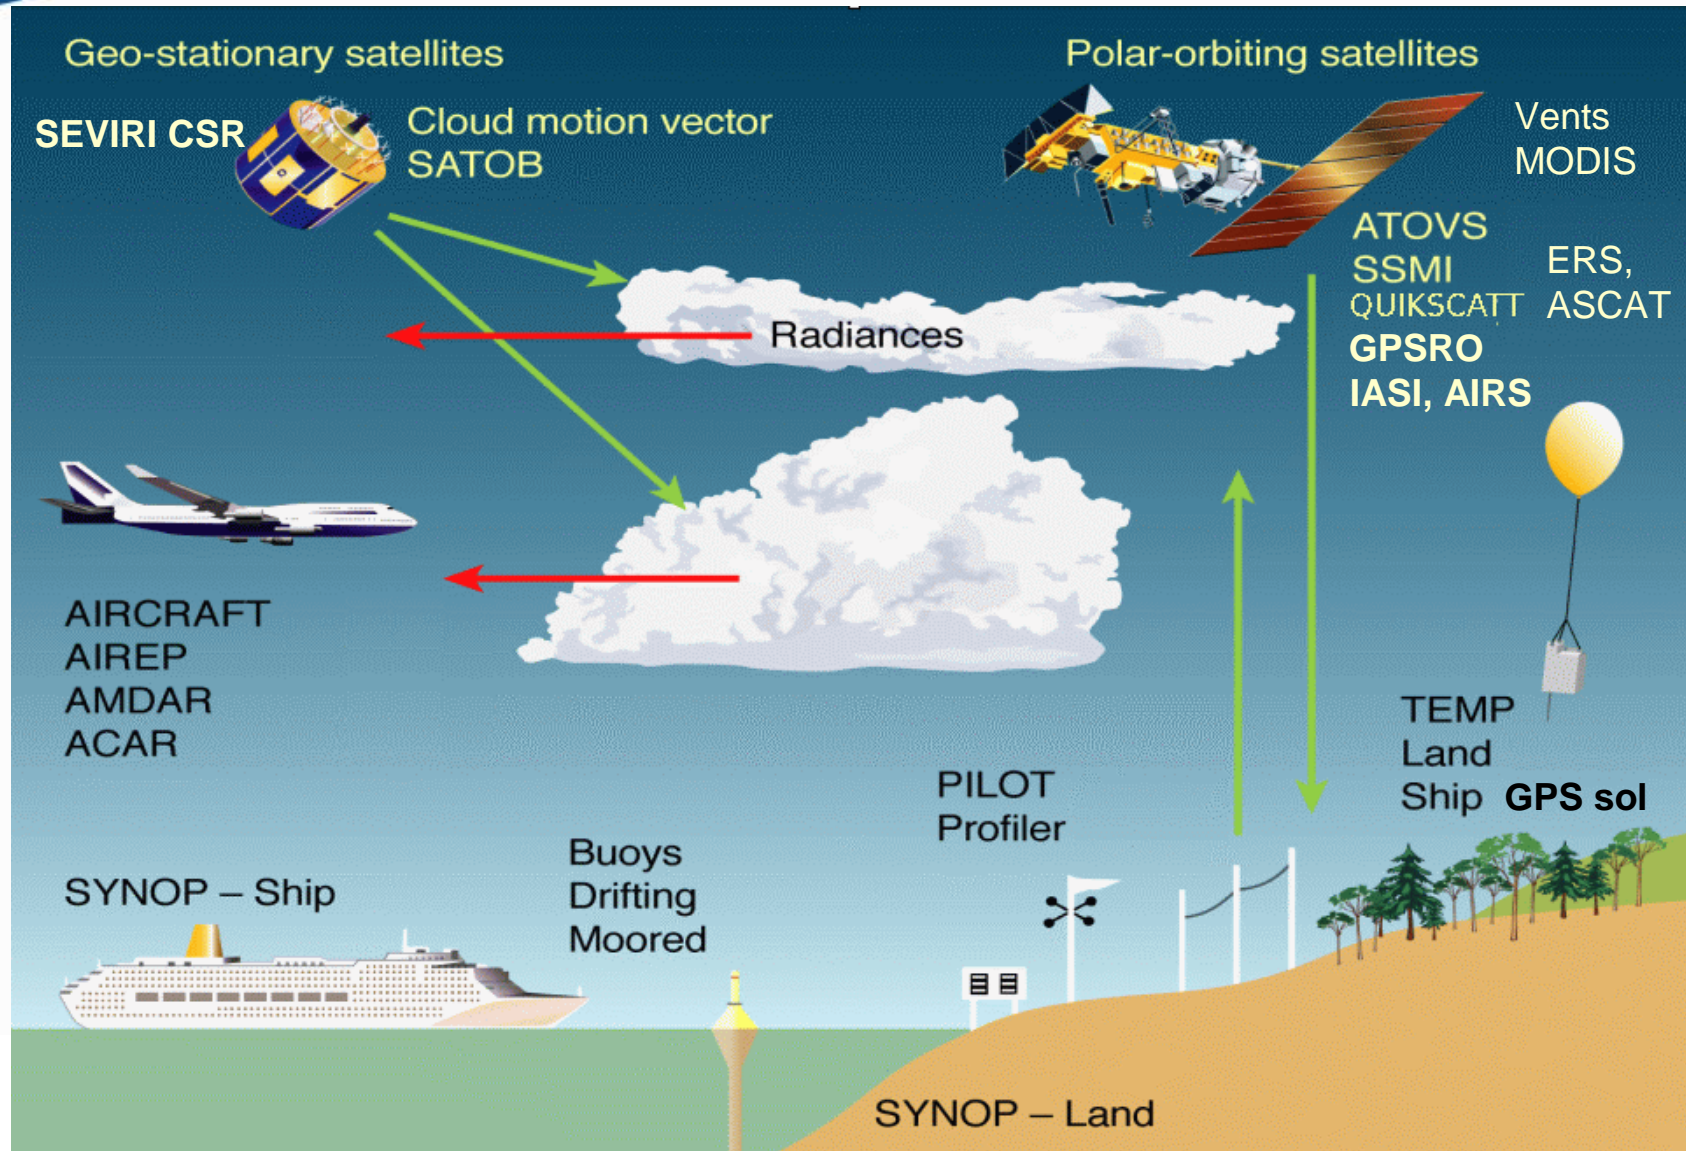 Geo-stationary satellites
SEVIRI CSR
Cloud motion vector
SATOB
Polar-orbiting satellites
Vents
MODIS
ATOVS
SSMI
QUIKSCATT
GPSRO
IASI, AIRS
ERS,
ASCAT
Radiances
AIRCRAFT
AIREP
AMDAR
ACAR
TEMP
Land
Ship
GPS sol
PILOT
Profiler
Buoys
Drifting
Moored
SYNOP – Ship
SYNOP – Land